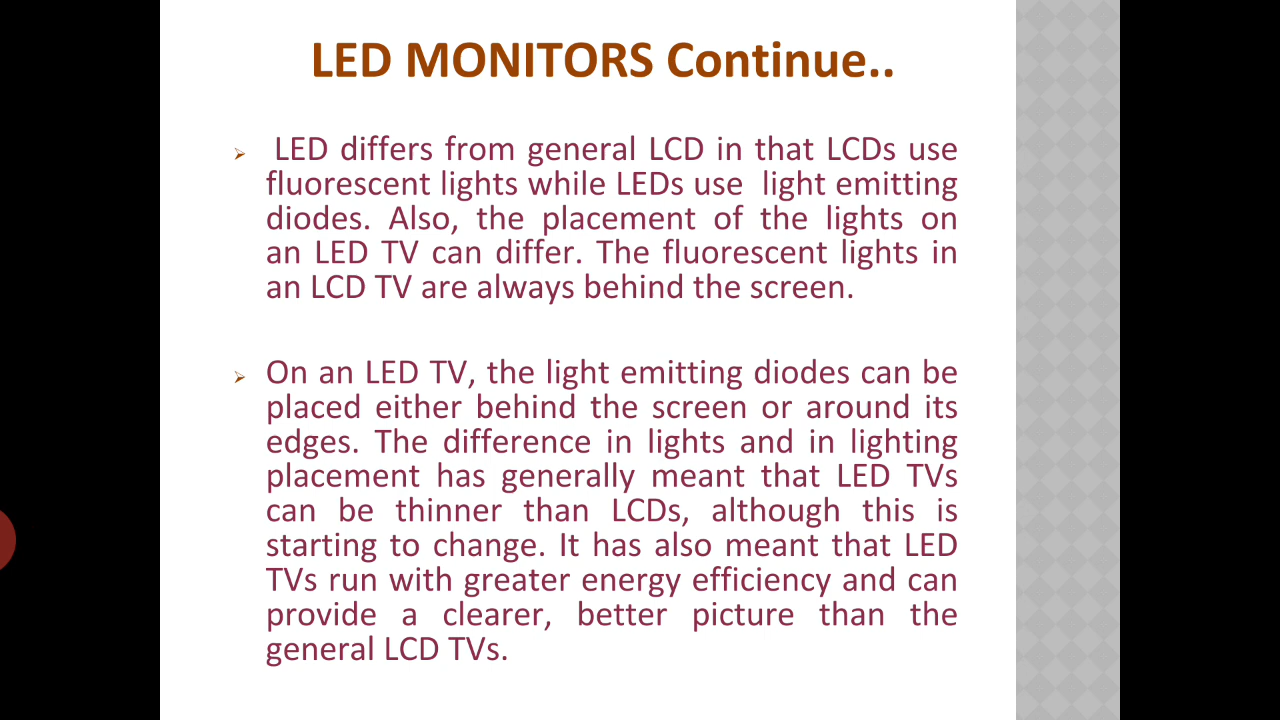 LED MONITORS Continue..
LED differs from general LCD in that LCDs use
fluorescent lights while LEDs use light emitting
diodes. Also, the placement of the lights on
an LED TV can differ. The fluorescent lights in
an LCD TV are always behind the screen.
On an LED TV, the light emitting diodes can be
placed either behind the screen or around its
edges. The difference in lights and in lighting
placement has generally meant that LED TVs
can be thinner than LCDs, although this is
starting to change. It has also meant that LED
TVs run with greater energy efficiency and can
provide a clearer, better picture than the
general LCD TVs.